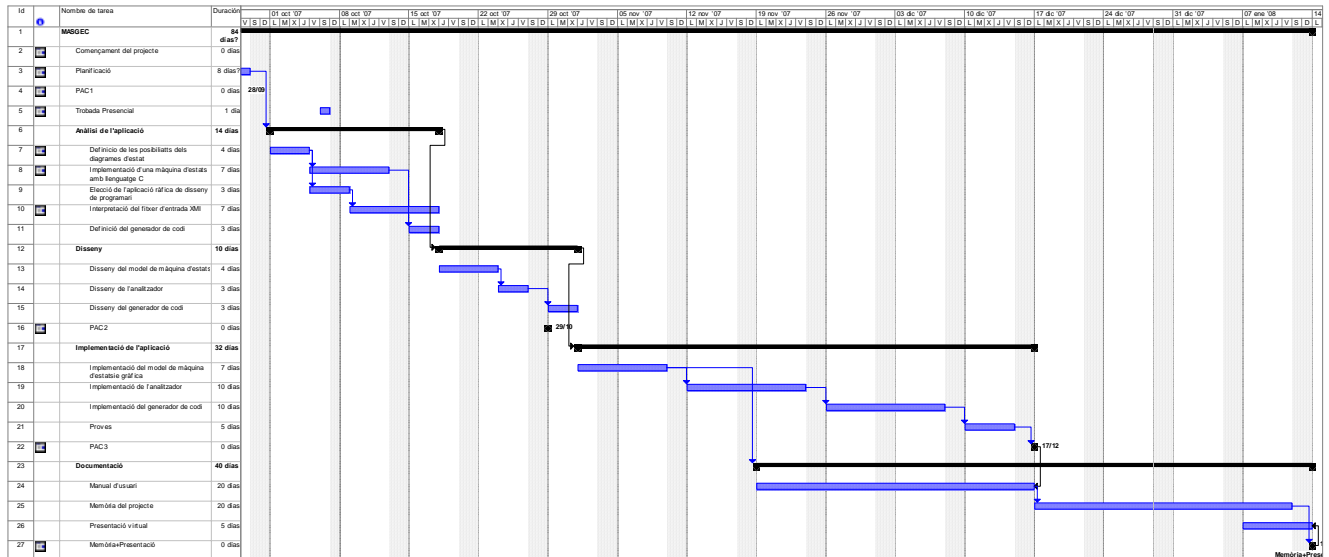 Id Nombre de tarea Duración
01 oct '07 08 oct '07 15 oct '07 22 oct '07 29 oct '07 05 nov '07 12 nov '07 19 nov '07 26 nov '07 03 dic '07 10 dic '07 17 dic '07 24 dic '07 31 dic '07 07 ene '08 14
V S D L M X J V S D L M X J V S D L M X J V S D L M X J V S D L M X J V S D L M X J V S D L M X J V S D L M X J V S D L M X J V S D L M X J V S D L M X J V S D L M X J V S D L M X J V S D L M X J V S D L M X J V S D L
1 MASGEC 84 días?
2 Començament del projecte 0 días
3 Planificació 8 días?
4 PAC1 0 días
28/09
5 Trobada Presencial 1 día
6 Anàlisi de l'aplicació 14 días
7 Definicio de les posibiliatts dels diagrames d'estat 4 días
8 Implementació d'una màquina d'estats amb llenguatge C 7 días
9 Elecció de l'aplicació ràfica de disseny de programari 3 días
10 Interpretació del fitxer d'entrada XMI 7 días
11 Definició del generador de codi 3 días
12 Disseny 10 días
13 Disseny del model de màquina d'estats 4 días
14 Disseny de l'analitzador 3 días
15 Disseny del generador de codi 3 días
16 PAC2 0 días
29/10
17 Implementació de l'aplicació 32 días
18 Implementació del model de màquina d'estatsie gràfica 7 días
19 Implementació de l'analitzador 10 días
20 Implementació del generador de codi 10 días
21 Proves 5 días
22 PAC3 0 días
17/12
23 Documentació 40 días
24 Manual d'usuari 20 días
25 Memòria del projecte 20 días
26 Presentació virtual 5 días
27 Memòria+Presentació 0 días
1
Memòria+Prese